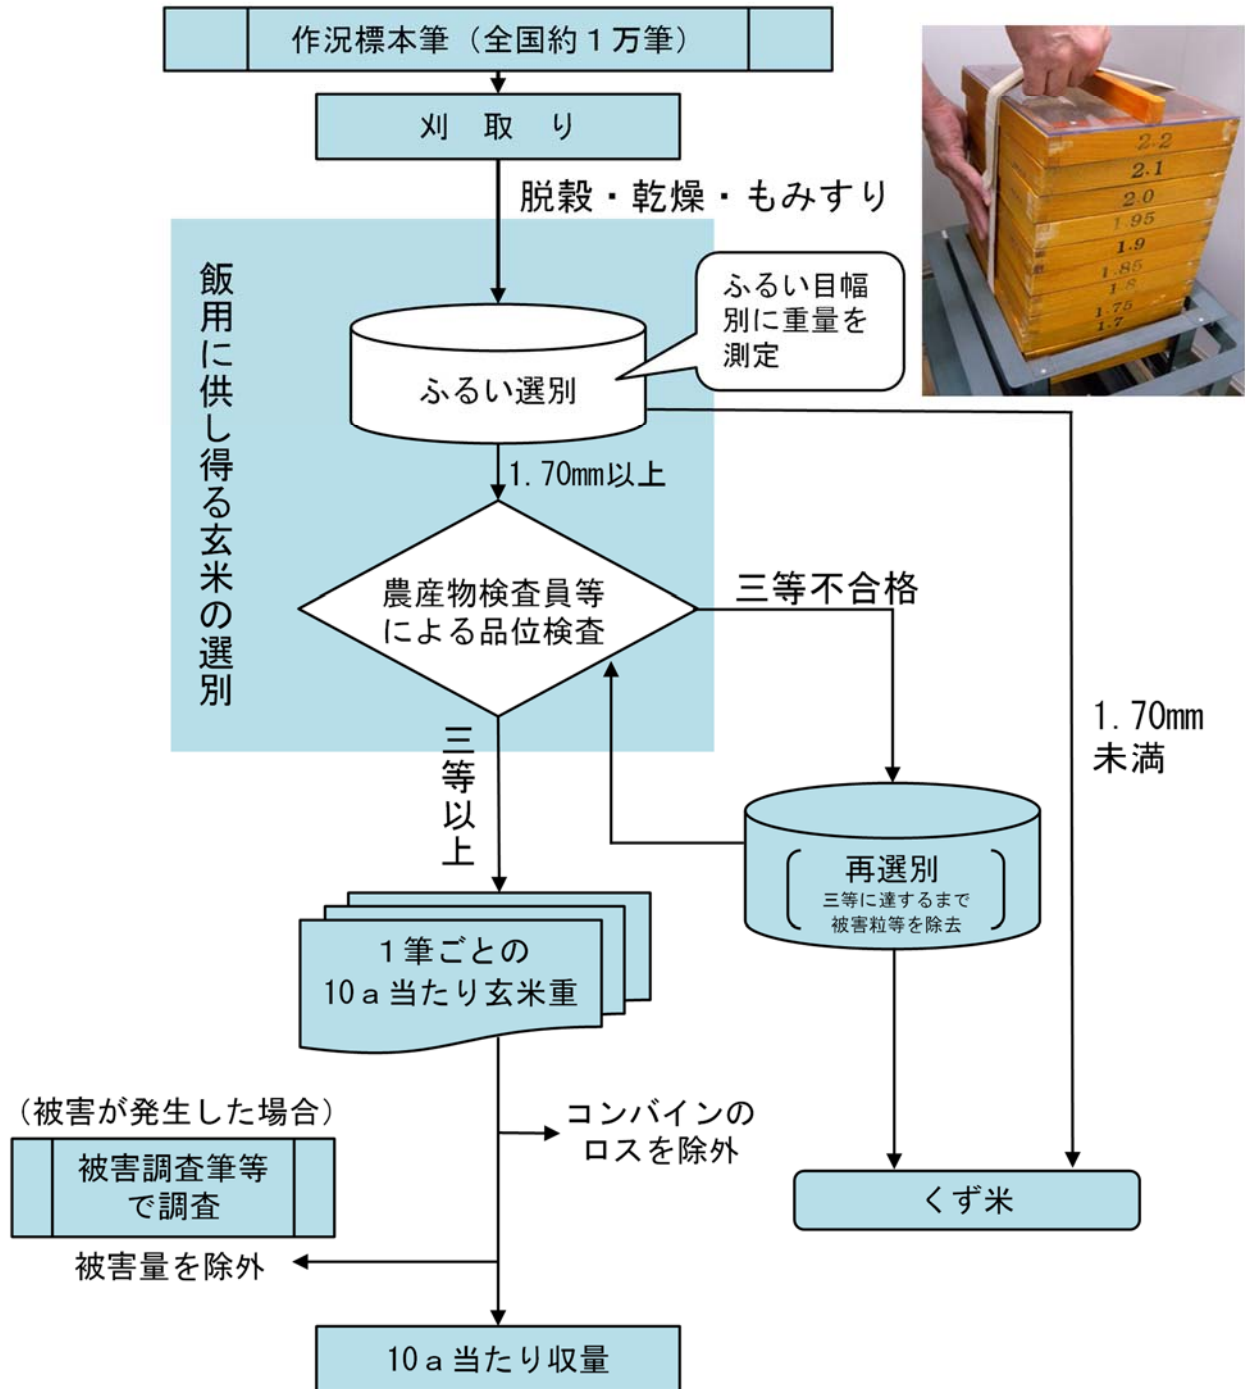 作況標本筆（全国約１万筆）
刈　取　り
脱穀・乾燥・もみすり
飯用に供し得る玄米の選別
ふるい目幅
別に重量を
測定
ふるい選別
1.70mm以上
農産物検査員等
による品位検査
三等不合格
三等以上
1.70mm
未満
再選別
三等に達するまで
被害粒等を除去
１筆ごとの
10ａ当たり玄米重
（被害が発生した場合）
被害調査筆等
で調査
被害量を除外
コンバインの
ロスを除外
くず米
10ａ当たり収量
2.2
2.1
2.0
1.95
1.9
1.85
1.8
1.75
1.7